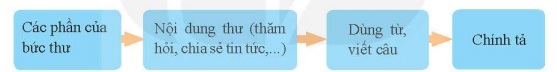 Các phần của
bức thư
Nội dung thư (thăm
hỏi, chia sẻ tin tức,...)
Dùng từ,
viết câu
Chính tả